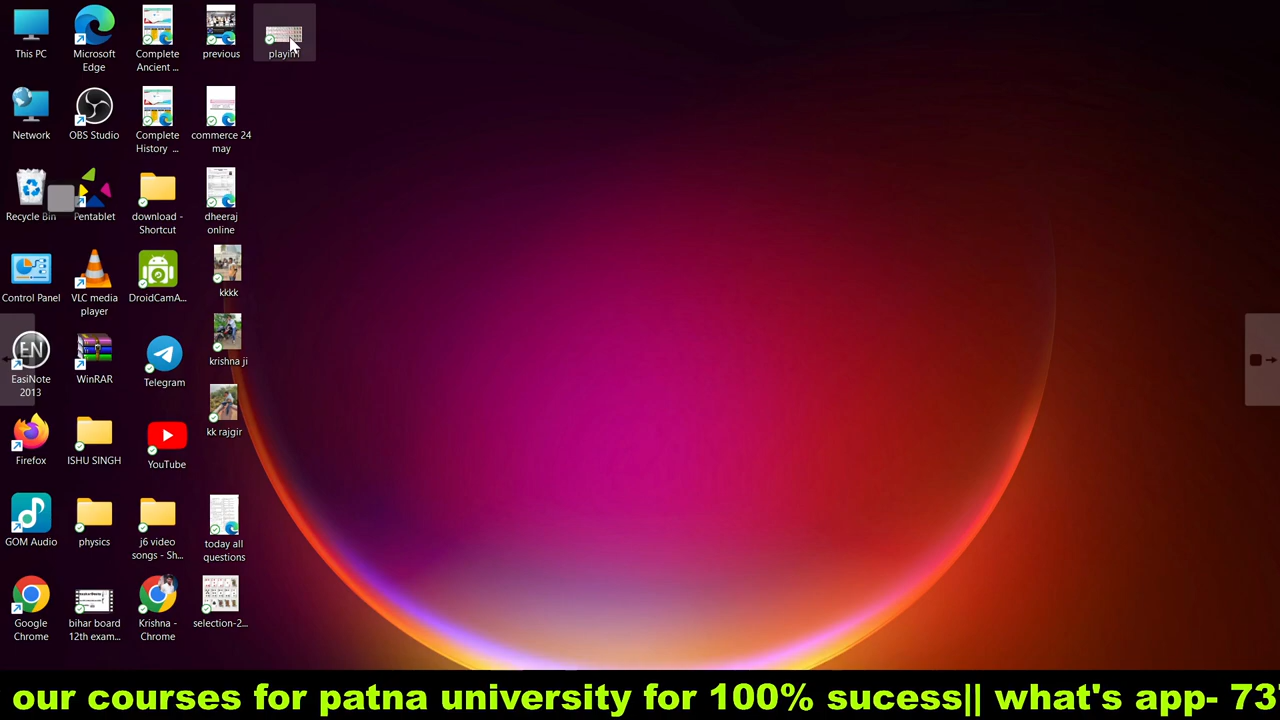 This PC
Microsoft
Edge
Complete
Ancient ...
previous
playin
Network
OBS Studio
Complete
History ...
commerce 24
may
Recycle Bin
Pentablet
download -
Shortcut
dheeraj
online
Control Panel
VLC media
player
DroidCamA...
kkkk
EN
EasiNote
2013
WinRAR
Telegram
krishna ji
Firefox
ISHU SINGH
YouTube
kk rajgir
GOM Audio
physics
j6 video
songs - Sh...
today all
questions
Google
Chrome
bihar board
12th exam...
Krishna -
Chrome
selection-2...
our courses for patna university for 100% sucess|| what's app- 73